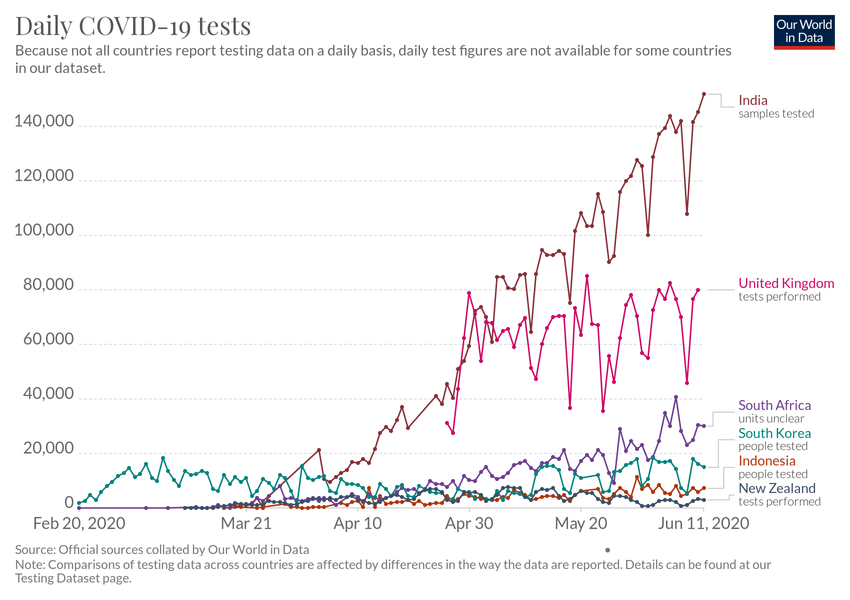 Daily COVID-19 tests
Our World
in Data
Because not all countries report testing data on a daily basis, daily test figures are not available for some countries
in our dataset.
140,000
120,000
100,000
80,000
60,000
40,000
20,000
0
India
samples tested
United Kingdom
tests performed
South Africa
units unclear
South Korea
people tested
Indonesia
people tested
New Zealand
tests performed
Feb 20, 2020
Mar 21
Apr 10
Apr 30
May 20
Jun 11, 2020
Source: Official sources collated by Our World in Data
Note: Comparisons of testing data across countries are affected by differences in the way the data are reported. Details can be found at our
Testing Dataset page.